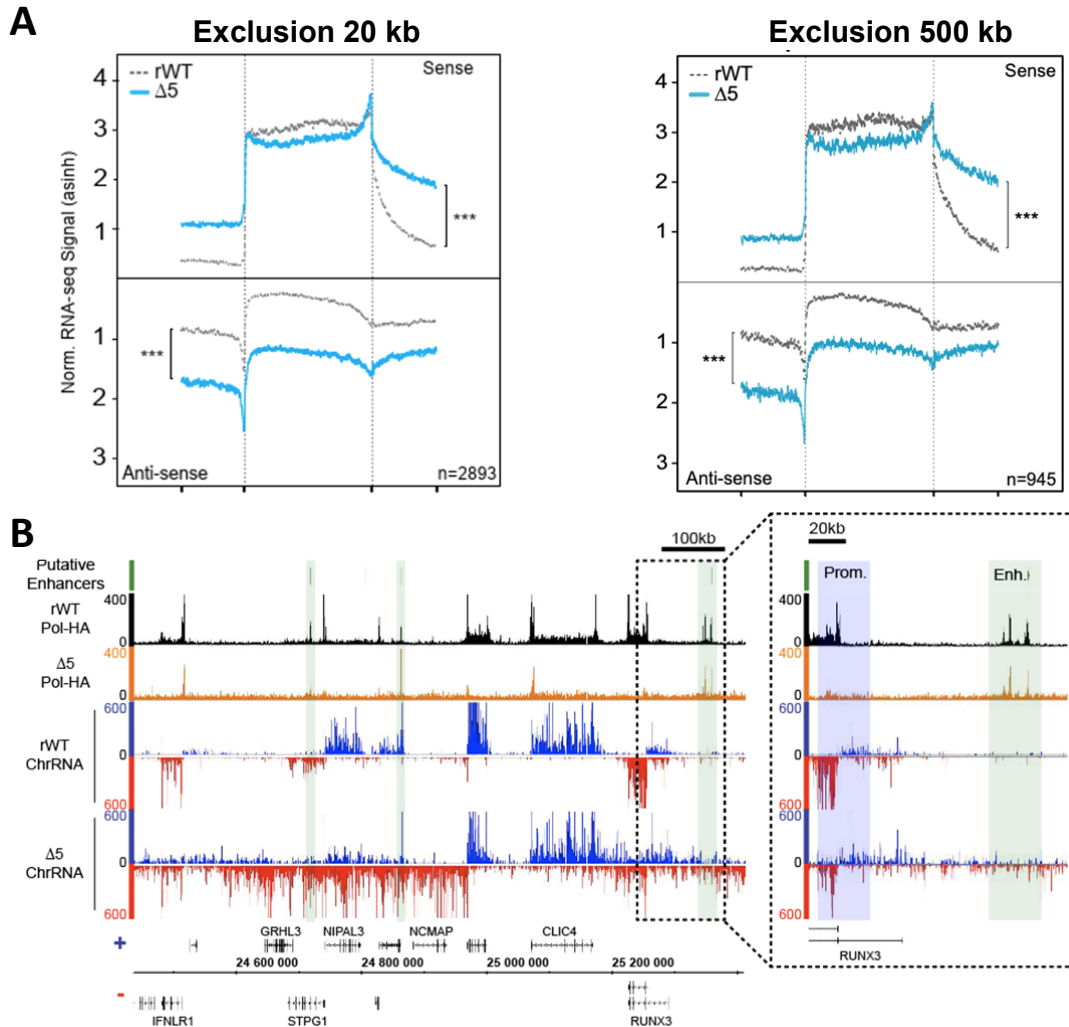 A
Exclusion 20 kb
Exclusion 500 kb
Norm. RNA-seq Signal (asinh)
4
3
2
1
1
2
3
rWT
Δ5
Sense
***
***
Anti-sense
n=2893
4
3
2
1
1
2
3
rWT
Δ5
Sense
***
***
Anti-sense
n=945
B
100kb
20kb
Putative
Enhancers
Prom.
Enh.
rWT
Pol-HA
400
0
400
0
Δ5
Pol-HA
400
0
400
0
rWT
ChrRNA
600
0
600
600
0
600
Δ5
ChrRNA
600
0
600
600
0
600
+
GRHL3
NIPAL3
NCMAP
CLIC4
24 600 000
24 800 000
25 000 000
25 200 000
-
IFNLR1
STPG1
RUNX3
RUNX3